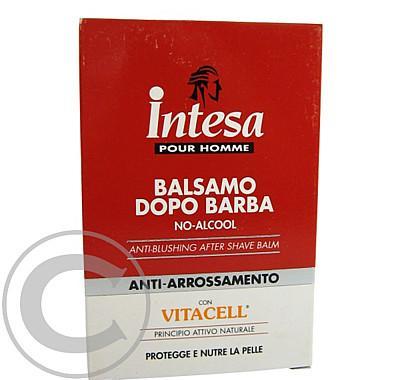 intesa
POUR HOMME
BALSAMO
DOPO BARBA
NO-ALCOOL
ANTI-BLUSHING AFTER SHAVE BALM
ANTI-ARROSSAMENTO
CON
VITACELL®
PRINCIPIO ATTIVO NATURALE
PROTEGGE E NUTRE LA PELLE